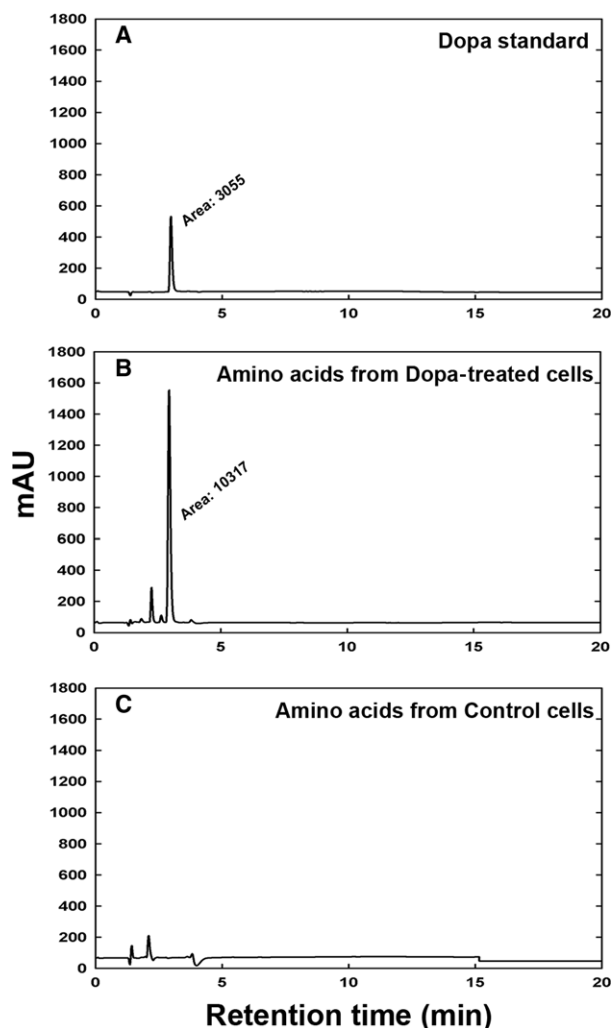 A
Dopa standard
1800
1600
1400
1200
1000
800
600
400
200
0
Area: 3055
0 5 10 15 20
B
Amino acids from Dopa-treated cells
1800
1600
1400
1200
1000
800
600
400
200
0
Area: 10317
0 5 10 15 20
mAU
C
Amino acids from Control cells
1800
1600
1400
1200
1000
800
600
400
200
0
0 5 10 15 20
Retention time (min)